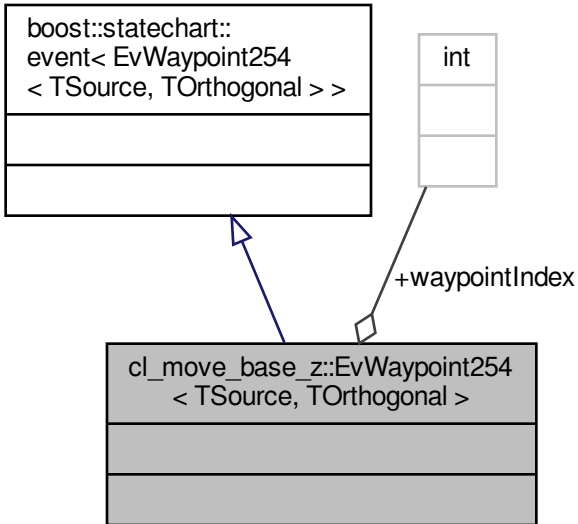 boost::statechart::
event< EvWaypoint254
< TSource, TOrthogonal > >
int
+waypointIndex
cl_move_base_z::EvWaypoint254
< TSource, TOrthogonal >